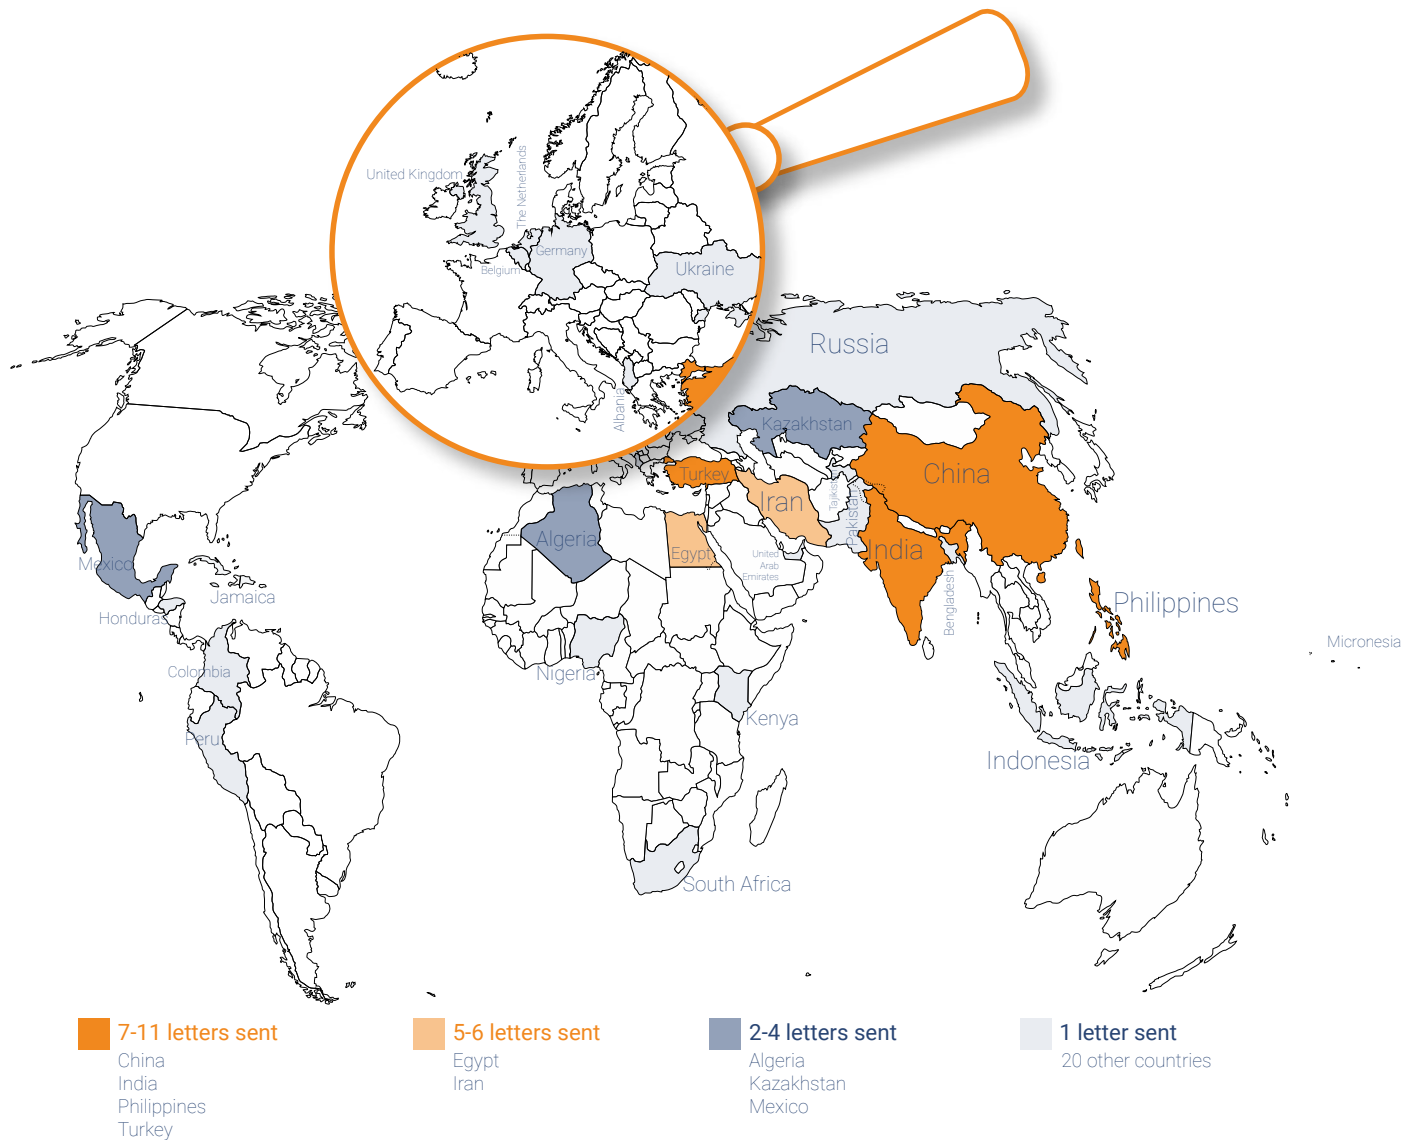 United Kingdom
The Netherlands
Germany
Belgium
Ukraine
Albania
Russia
Kazakhstan
China
Turkey
Iran
Tajikistan
Pakistan
India
Algeria
Egypt
United
Arab
Emirates
Bengladesh
Mexico
Jamaica
Honduras
Philippines
Micronesia
Colombia
Nigeria
Kenya
Peru
Indonesia
South Africa
7-11 letters sent
China
India
Philippines
Turkey
5-6 letters sent
Egypt
Iran
2-4 letters sent
Algeria
Kazakhstan
Mexico
1 letter sent
20 other countries